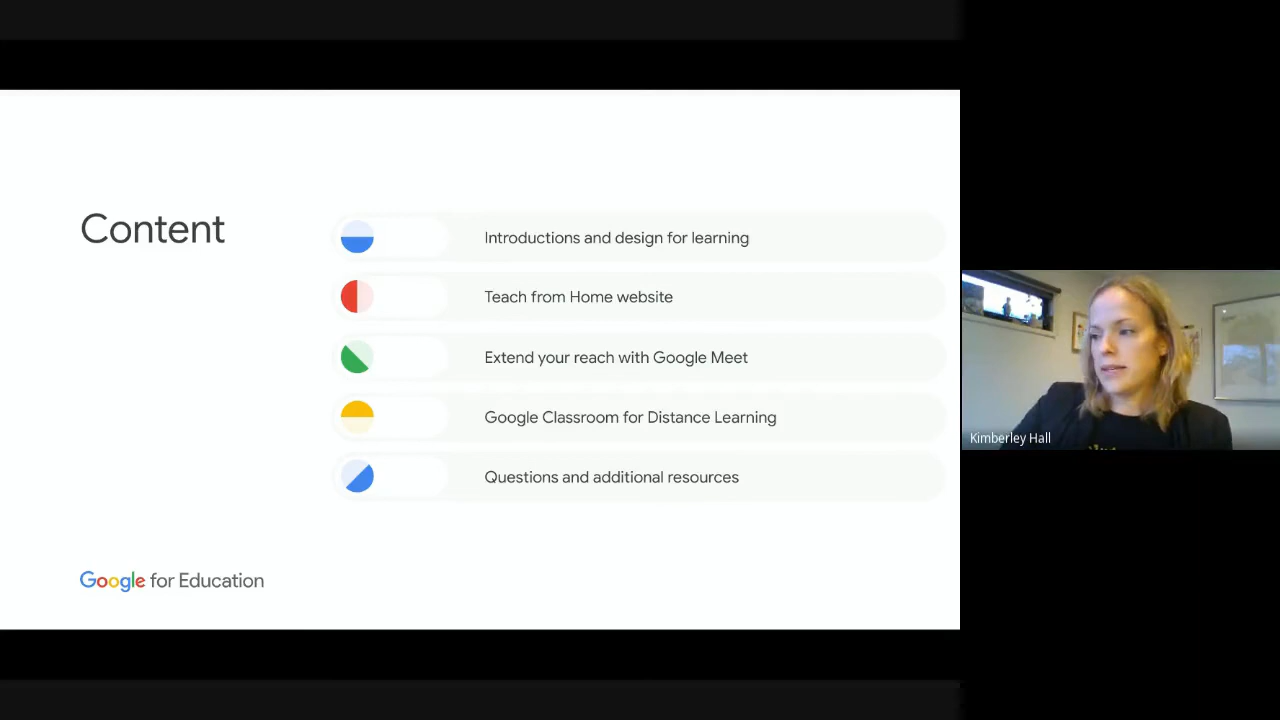 Content
Introductions and design for learning
Teach from Home website
Extend your reach with Google Meet
Google Classroom for Distance Learning
Questions and additional resources
Google for Education
Kimberley Hall